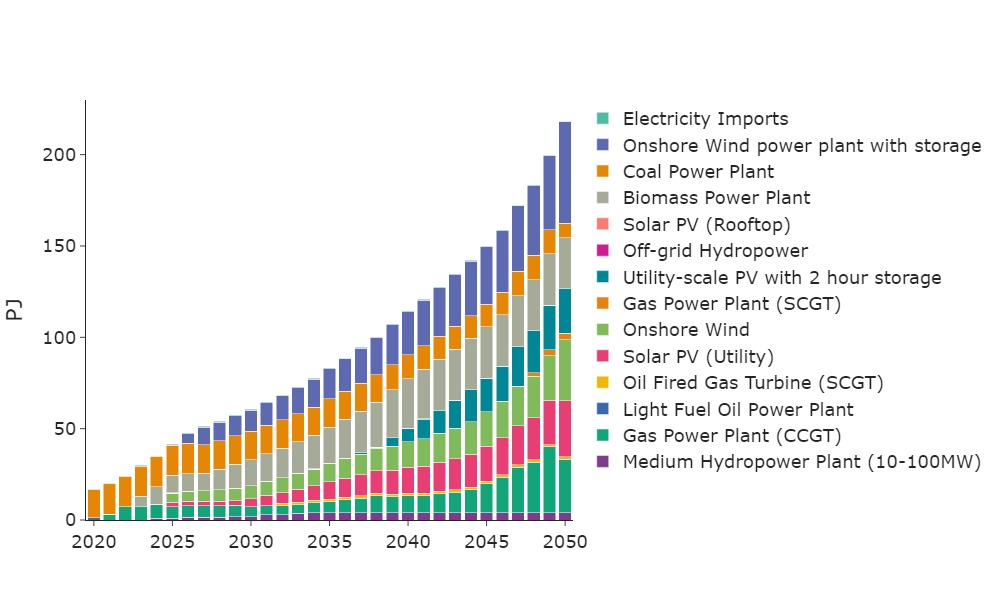 PJ
200
150
100
50
0
2020 2025 2030 2035 2040 2045 2050
Electricity Imports
Onshore Wind power plant with storage
Coal Power Plant
Biomass Power Plant
Solar PV (Rooftop)
Off-grid Hydropower
Utility-scale PV with 2 hour storage
Gas Power Plant (SCGT)
Onshore Wind
Solar PV (Utility)
Oil Fired Gas Turbine (SCGT)
Light Fuel Oil Power Plant
Gas Power Plant (CCGT)
Medium Hydropower Plant (10-100MW)